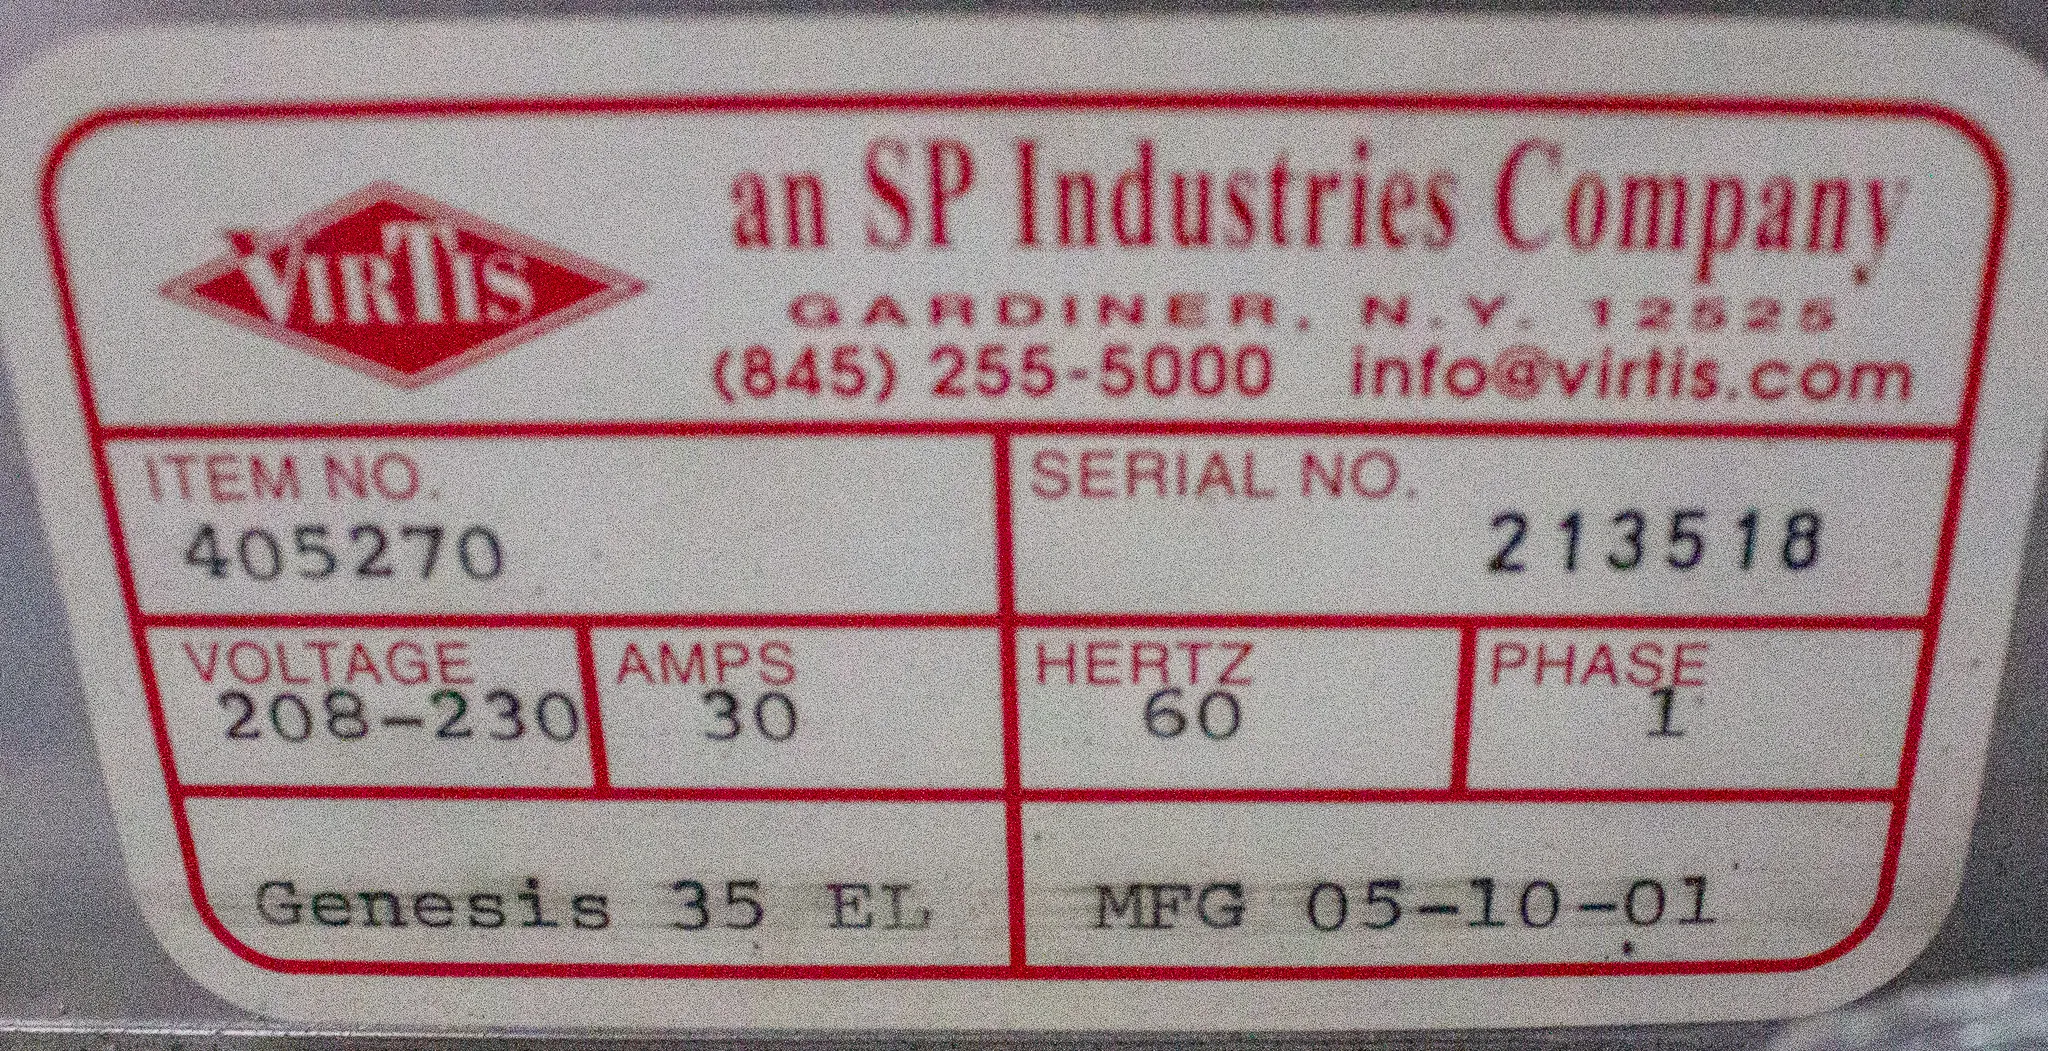 VIRTIS
an SP Industries Company
GARDINER, N.Y. 12525
(845) 255-5000 info@virtis.com
ITEM NO.
405270
SERIAL NO.
213518
VOLTAGE
208-230
AMPS
30
HERTZ
60
PHASE
1
Genesis 35 EL
MFG 05-10-01